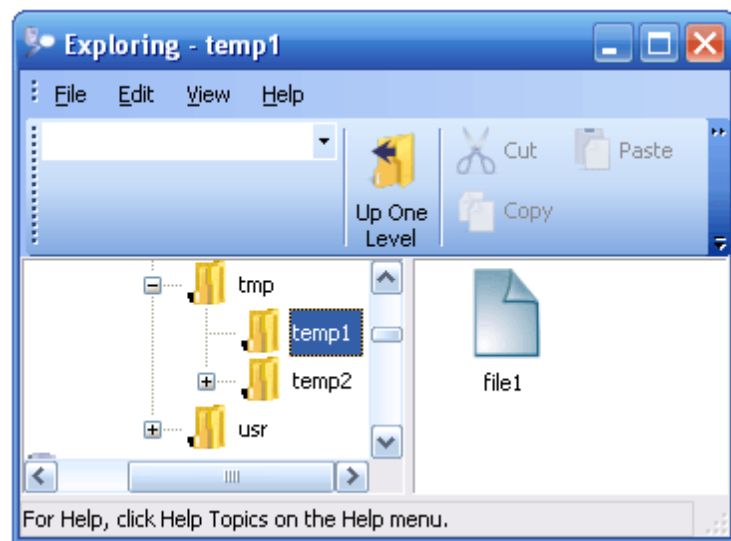 Exploring - temp1
File Edit View Help
Cut Paste
Up One Level
Copy
tmp
temp1
temp2
usr
file1
For Help, click Help Topics on the Help menu.